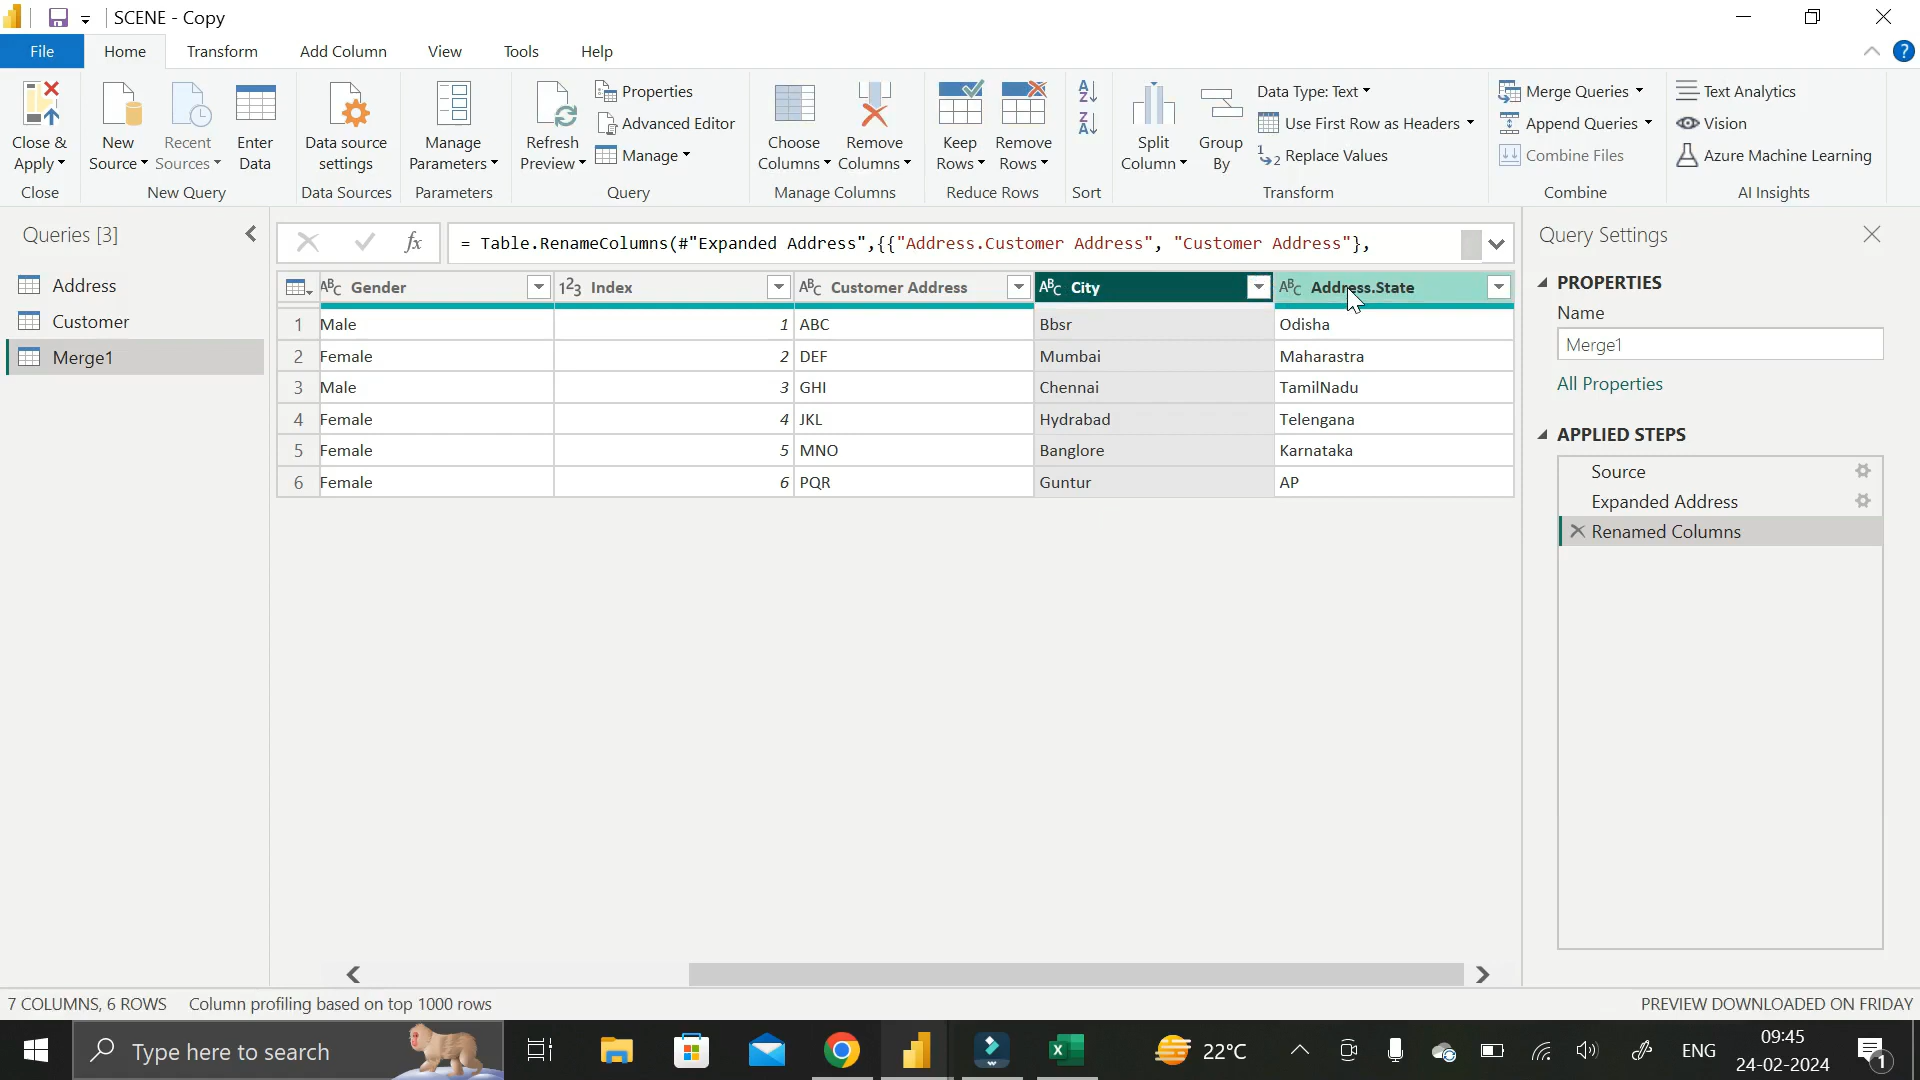 SCENE - Copy
File
Home
Transform
Add Column
View
Tools
Help
Close &
Apply
Close
New
Source
Recent
Sources
Enter
Data
New Query
Data source
settings
Data Sources
Manage
Parameters
Parameters
Refresh
Preview
Properties
Advanced Editor
Manage
Query
Choose
Columns
Remove
Columns
Manage Columns
Keep
Rows
Remove
Rows
Reduce Rows
Sort
Split
Column
Group
By
Data Type: Text
Use First Row as Headers
Replace Values
Transform
Merge Queries
Append Queries
Combine Files
Combine
Text Analytics
Vision
Azure Machine Learning
AI Insights
Queries [3]
Address
Customer
Merge1
fx = Table.RenameColumns(#"Expanded Address",{{"Address.Customer Address", "Customer Address"},
ABC Gender 123 Index ABC Customer Address ABC City ABC Address.State
1 Male 1 ABC Bbsr Odisha
2 Female 2 DEF Mumbai Maharastra
3 Male 3 GHI Chennai TamilNadu
4 Female 4 JKL Hydrabad Telengana
5 Female 5 MNO Banglore Karnataka
6 Female 6 PQR Guntur AP
Query Settings
PROPERTIES
Name
Merge1
All Properties
APPLIED STEPS
Source
Expanded Address
Renamed Columns
7 COLUMNS, 6 ROWS Column profiling based on top 1000 rows
PREVIEW DOWNLOADED ON FRIDAY
Type here to search
22°C
ENG
09:45
24-02-2024
1